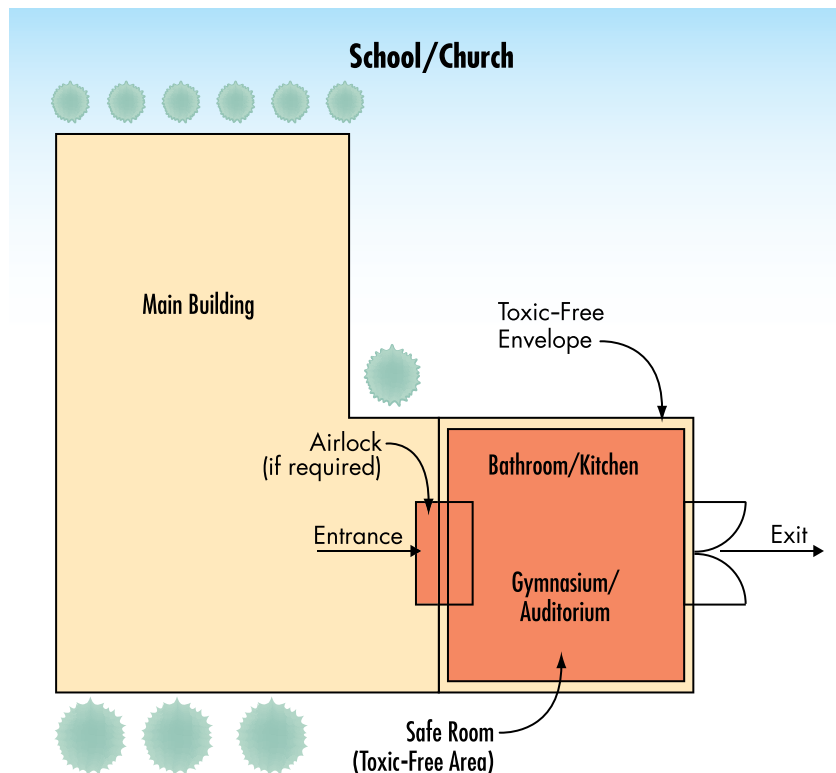 School/Church
Main Building
Toxic-Free
Envelope
Airlock
(if required)
Bathroom/Kitchen
Entrance
Exit
Gymnasium/
Auditorium
Safe Room
(Toxic-Free Area)